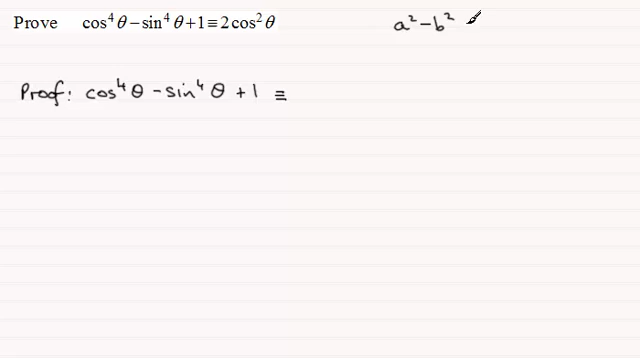 Prove cos⁴θ−sin⁴θ+1≡2cos²θ
a²−b²
Proof: cos⁴θ −sin⁴θ +1 ≡